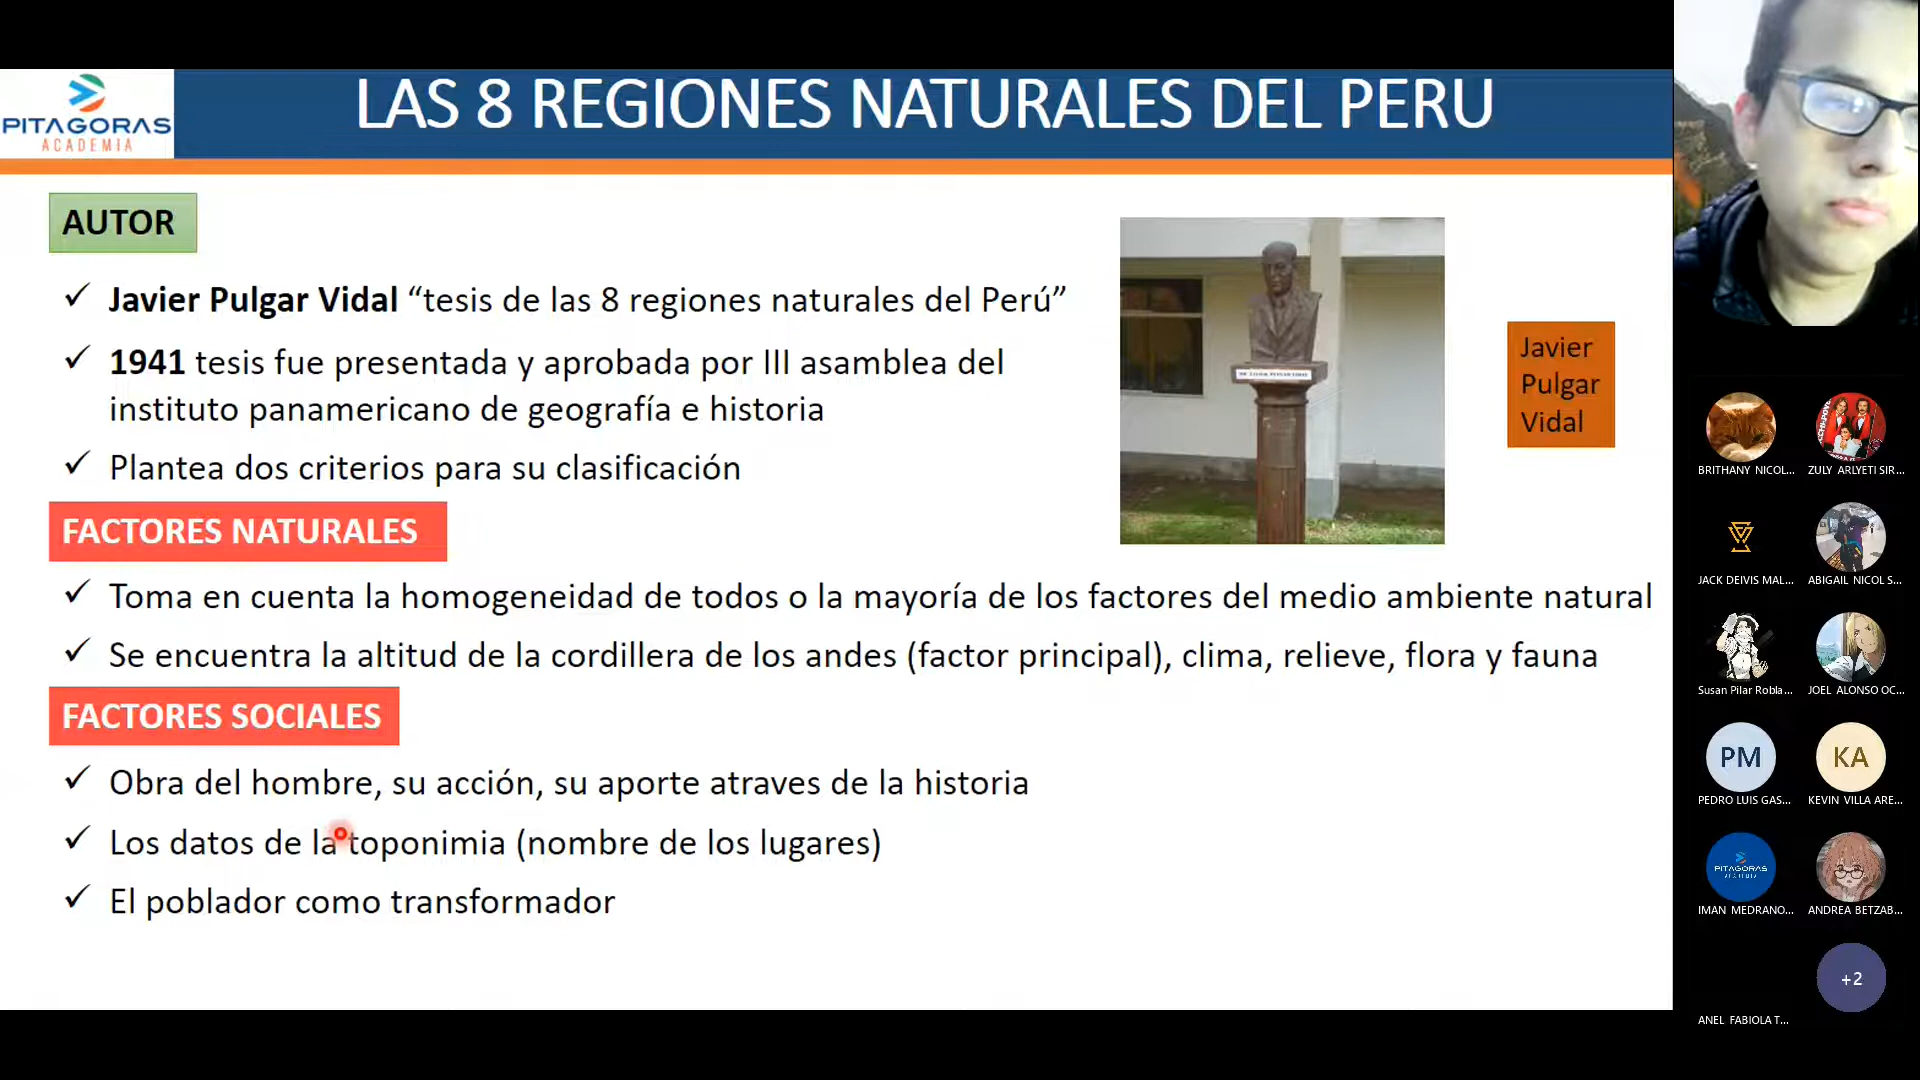 PITAGORAS
ACADEMIA
LAS 8 REGIONES NATURALES DEL PERU
AUTOR
✓ Javier Pulgar Vidal “tesis de las 8 regiones naturales del Perú”
✓ 1941 tesis fue presentada y aprobada por III asamblea del
instituto panamericano de geografía e historia
✓ Plantea dos criterios para su clasificación
Javier
Pulgar
Vidal
FACTORES NATURALES
✓ Toma en cuenta la homogeneidad de todos o la mayoría de los factores del medio ambiente natural
✓ Se encuentra la altitud de la cordillera de los andes (factor principal), clima, relieve, flora y fauna
FACTORES SOCIALES
✓ Obra del hombre, su acción, su aporte atraves de la historia
✓ Los datos de la toponimia (nombre de los lugares)
✓ El poblador como transformador
BRITHANY NICOL...
ZULY ARLYETI SIR...
JACK DEIVIS MAL...
ABIGAIL NICOL S...
Susan Pilar Robla...
JOEL ALONSO OC...
PM
KA
PEDRO LUIS GAS...
KEVIN VILLA ARE...
PITAGORAS
IMAN MEDRANO...
ANDREA BETZAB...
+2
ANEL FABIOLA T...